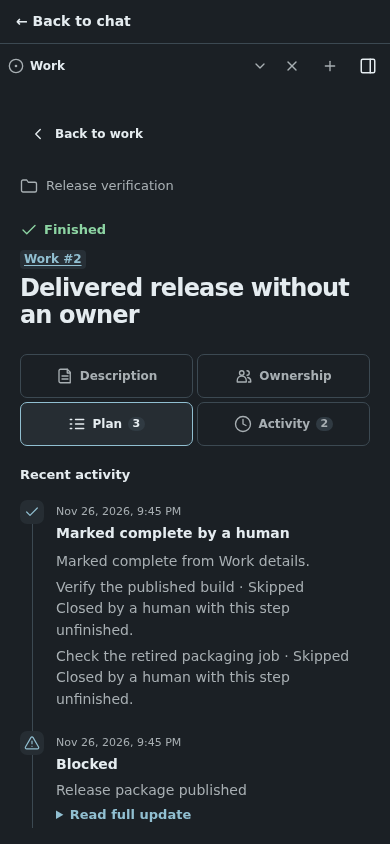 ← Back to chat
Work
Back to work
Release verification
Finished
Work #2
Delivered release without
an owner
Description
Ownership
Plan 3
Activity 2
Recent activity
Nov 26, 2026, 9:45 PM
Marked complete by a human
Marked complete from Work details.
Verify the published build · Skipped
Closed by a human with this step
unfinished.
Check the retired packaging job · Skipped
Closed by a human with this step
unfinished.
Nov 26, 2026, 9:45 PM
Blocked
Release package published
Read full update